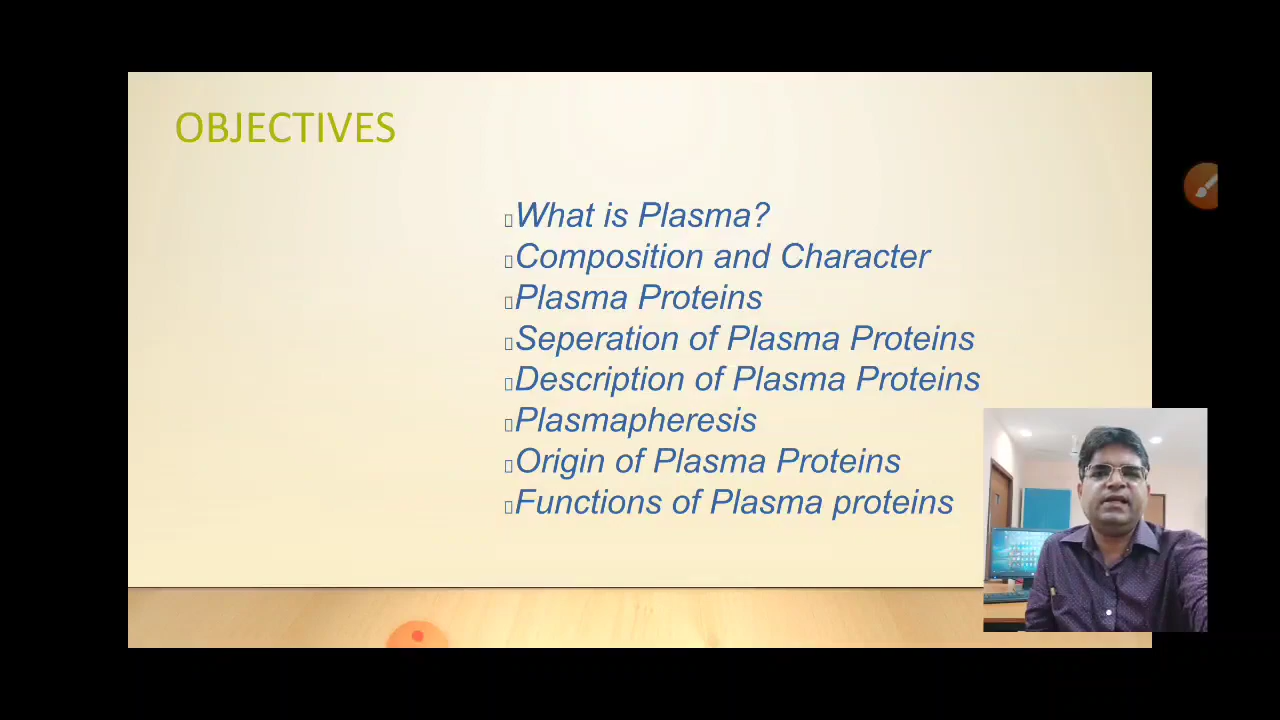 OBJECTIVES
What is Plasma?
Composition and Character
Plasma Proteins
Seperation of Plasma Proteins
Description of Plasma Proteins
Plasmapheresis
Origin of Plasma Proteins
Functions of Plasma proteins